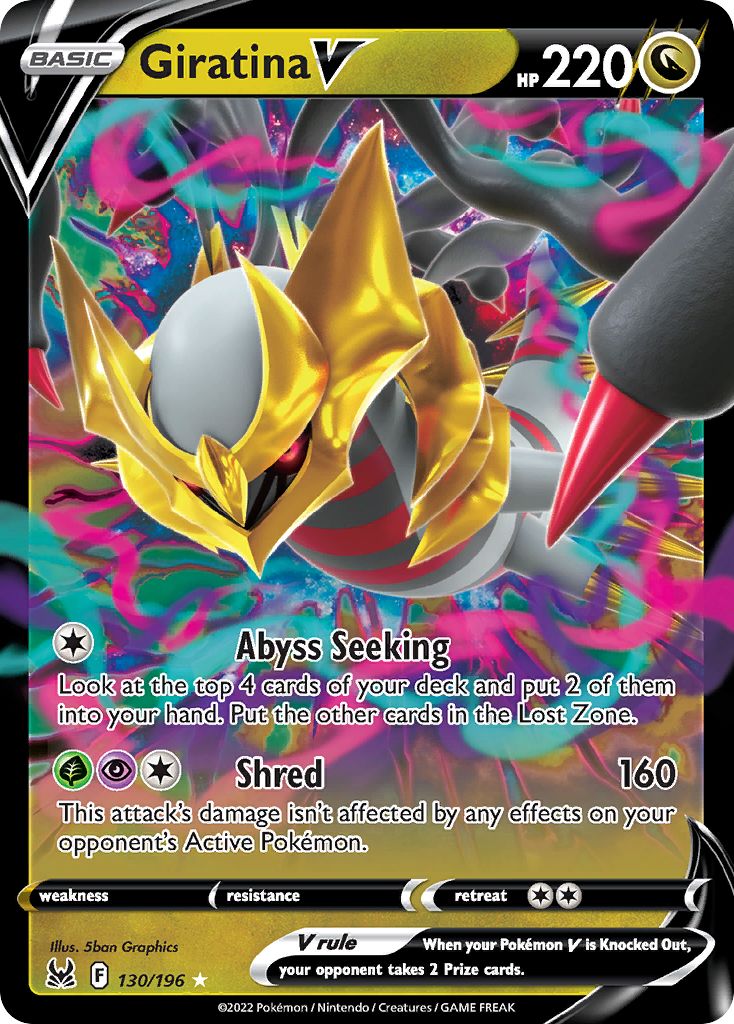 BASIC
Giratina V
HP 220
Abyss Seeking
Look at the top 4 cards of your deck and put 2 of them
into your hand. Put the other cards in the Lost Zone.
Shred 160
This attack's damage isn't affected by any effects on your
opponent's Active Pokémon.
weakness resistance retreat
Illus. 5ban Graphics
F 130/196
V rule When your Pokémon V is Knocked Out,
your opponent takes 2 Prize cards.
©2022 Pokémon / Nintendo / Creatures / GAME FREAK